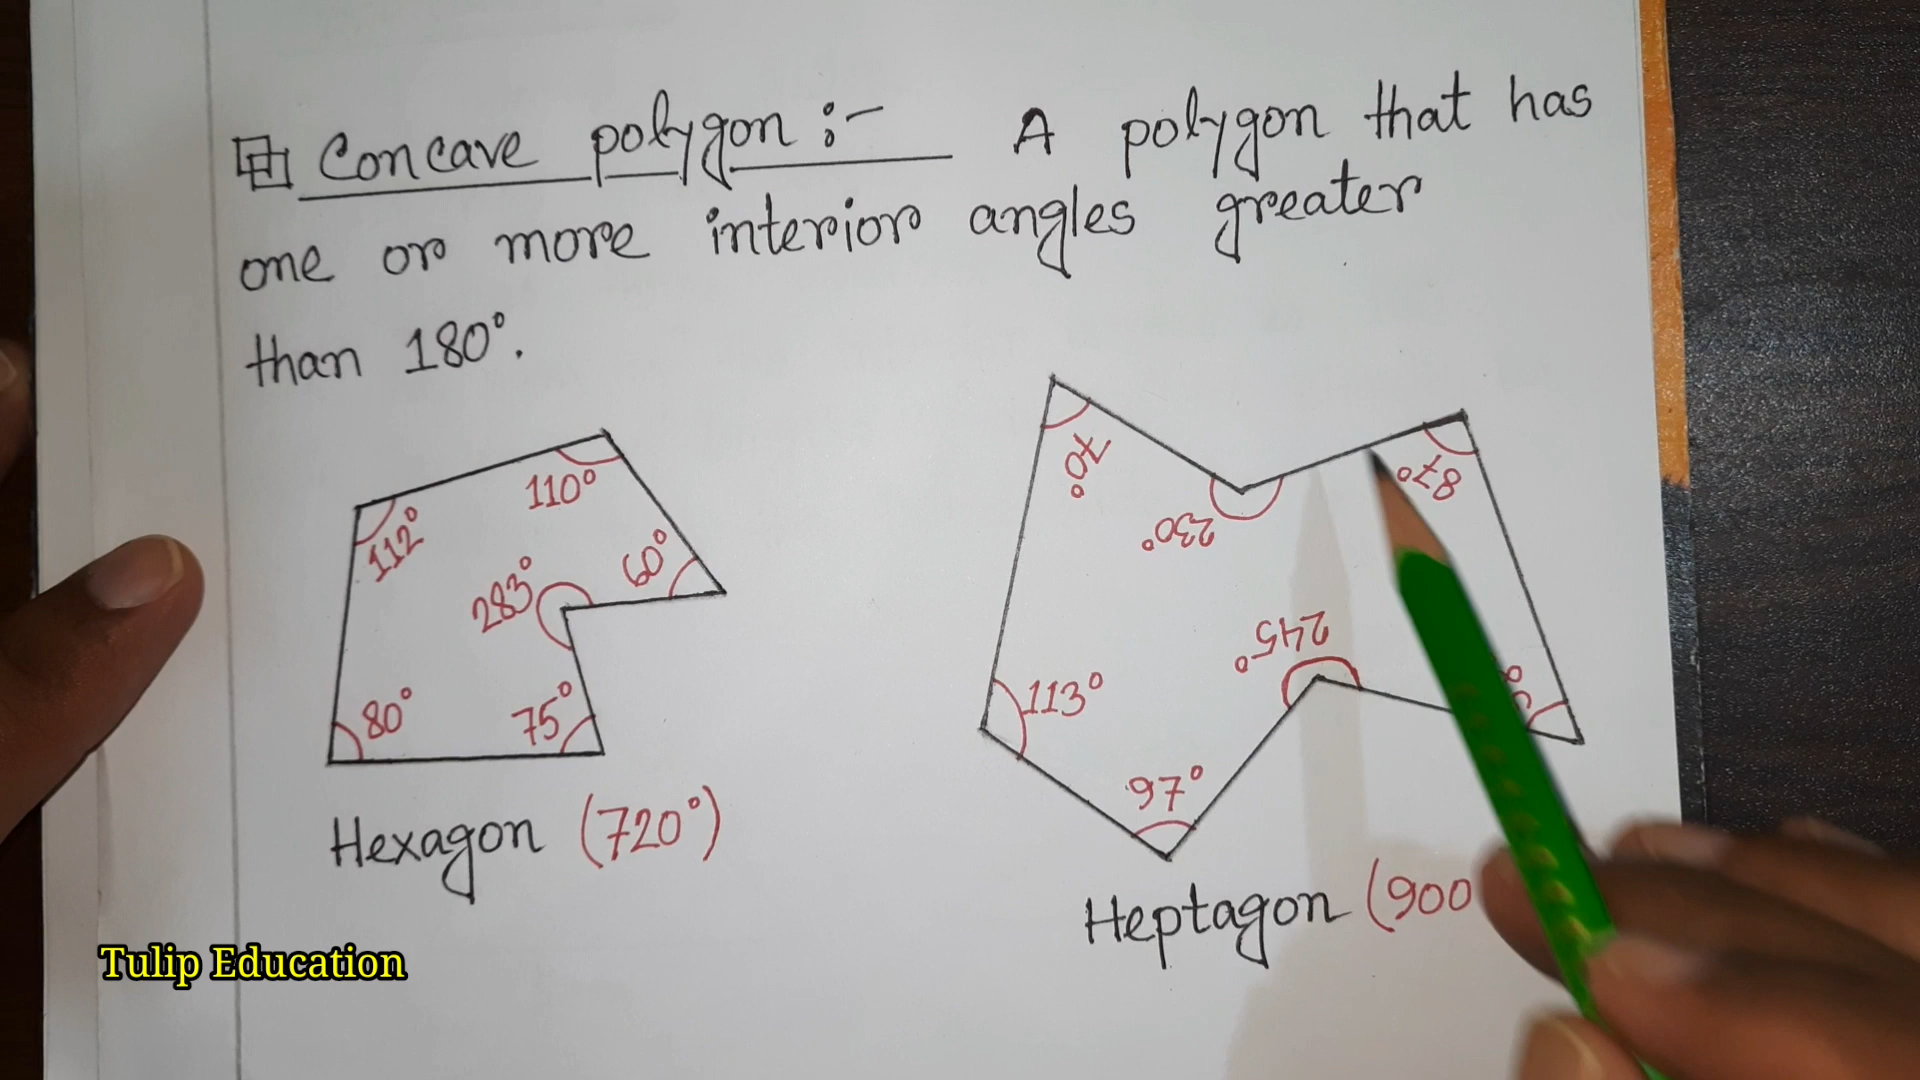 Concave polygon :- A polygon that has
one or more interior angles greater
than 180°.
112°
110°
60°
283°
80°
75°
Hexagon (720°)
70°
230°
87°
245°
113°
97°
Heptagon (900
Tulip Education